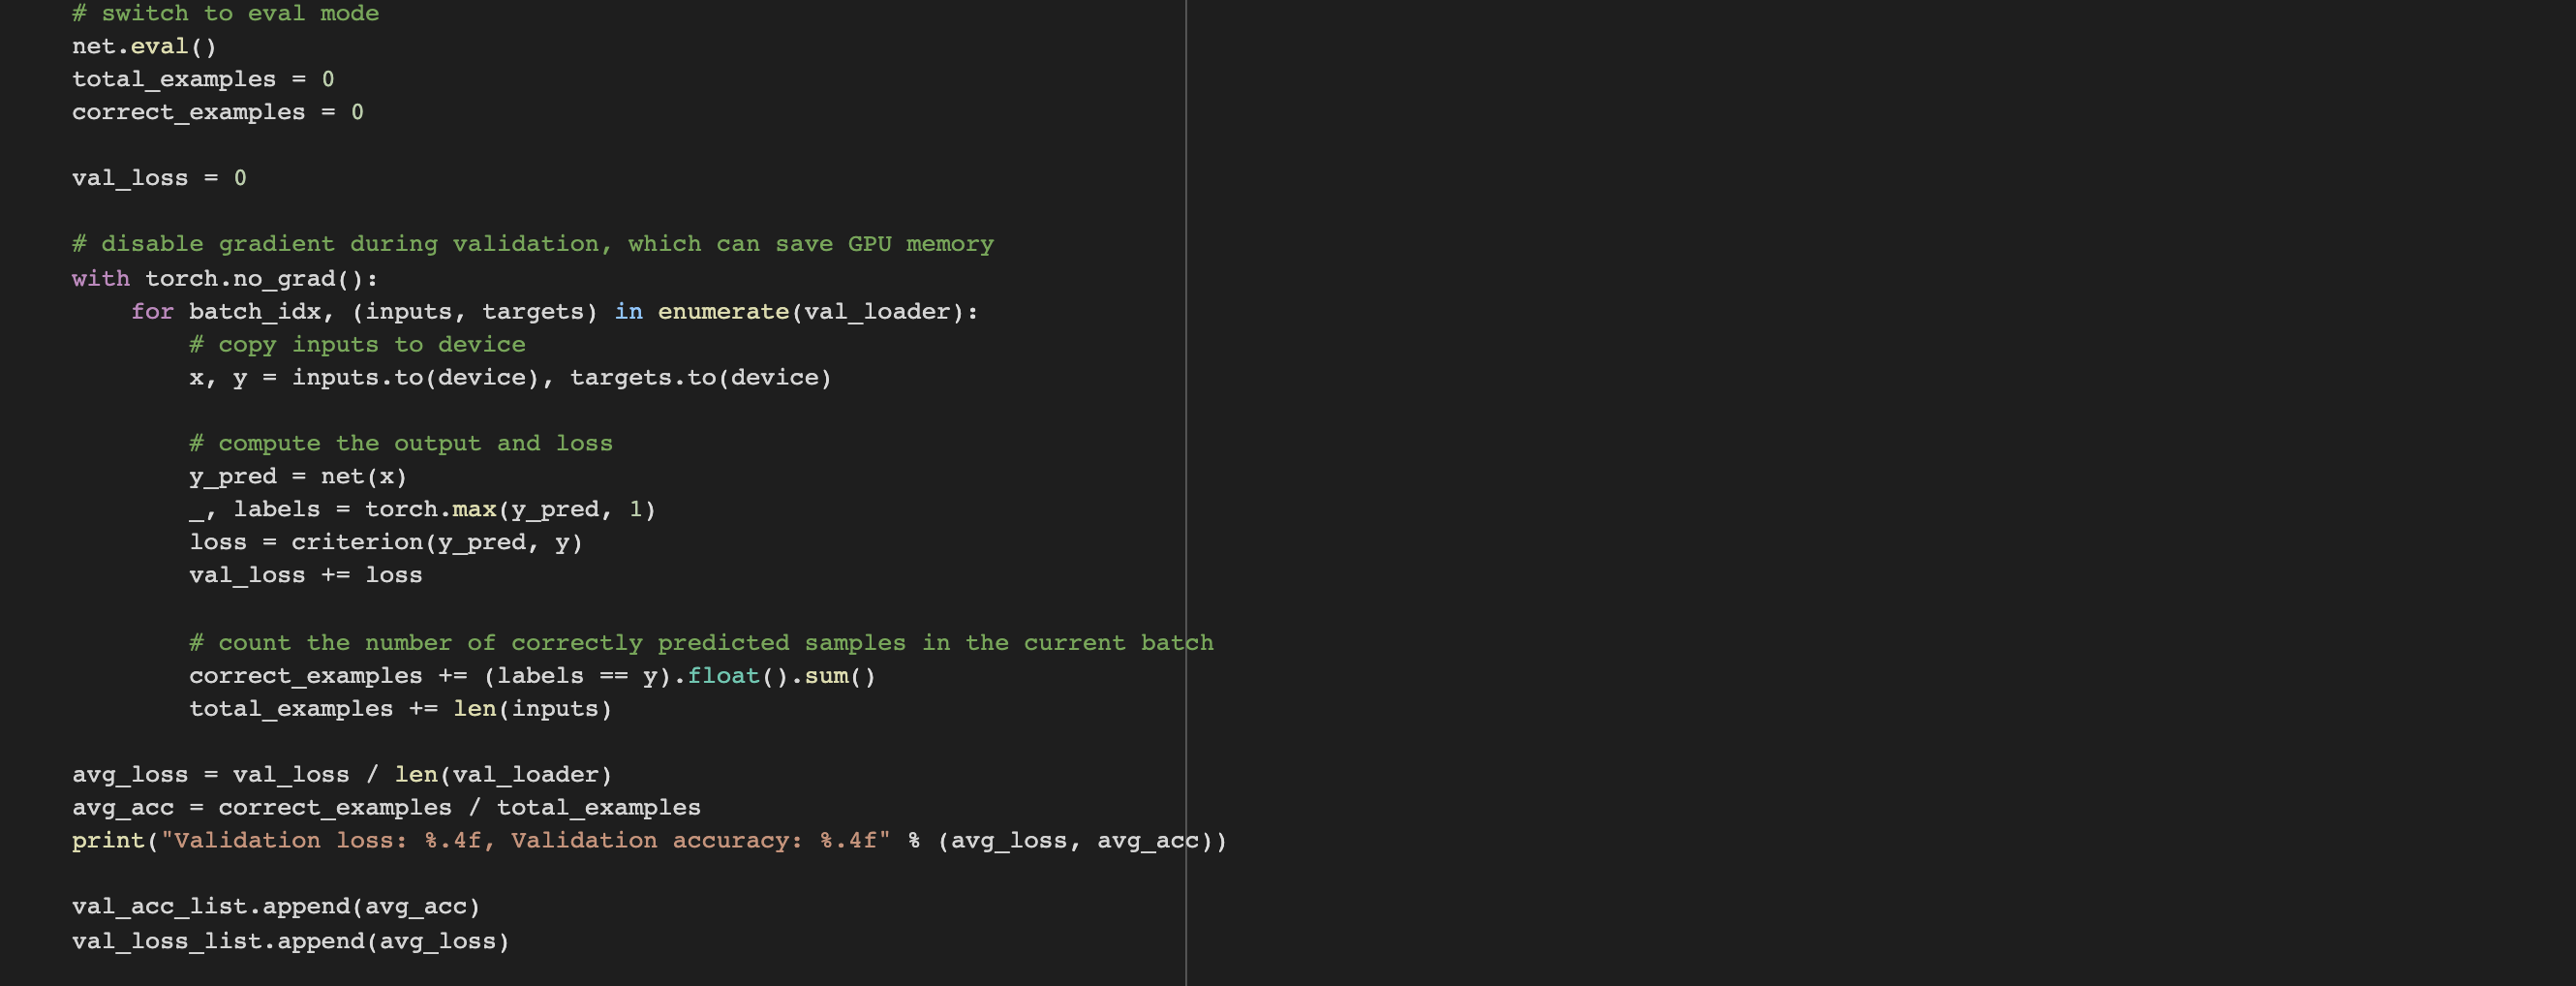 # switch to eval mode
net.eval()
total_examples = 0
correct_examples = 0
val_loss = 0
# disable gradient during validation, which can save GPU memory
with torch.no_grad():
for batch_idx, (inputs, targets) in enumerate(val_loader):
# copy inputs to device
x, y = inputs.to(device), targets.to(device)
# compute the output and loss
y_pred = net(x)
_, labels = torch.max(y_pred, 1)
loss = criterion(y_pred, y)
val_loss += loss
# count the number of correctly predicted samples in the current batch
correct_examples += (labels == y).float().sum()
total_examples += len(inputs)
avg_loss = val_loss / len(val_loader)
avg_acc = correct_examples / total_examples
print("Validation loss: %.4f, Validation accuracy: %.4f" % (avg_loss, avg_acc))
val_acc_list.append(avg_acc)
val_loss_list.append(avg_loss)